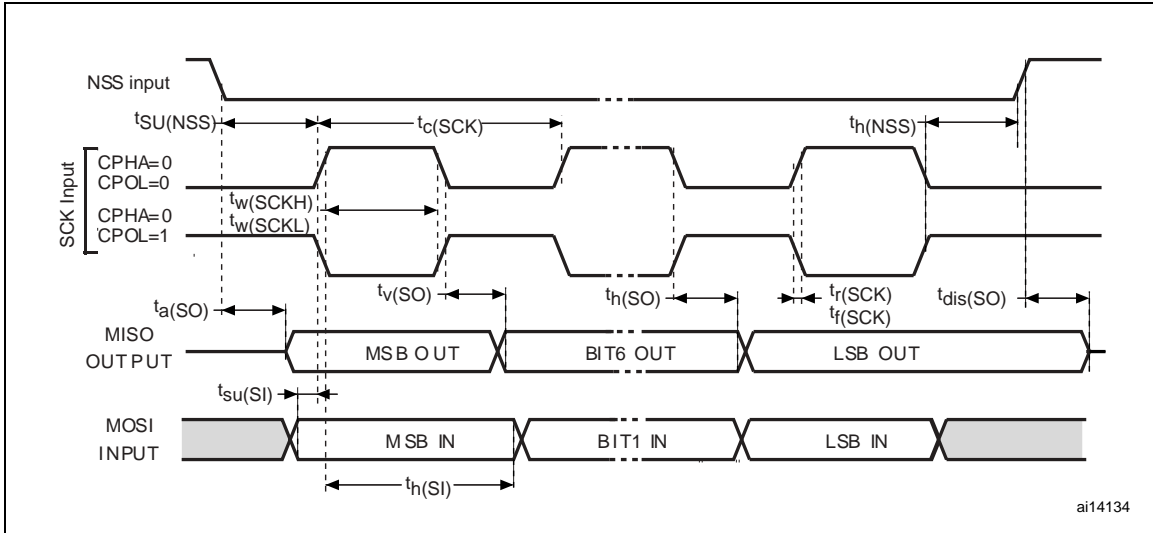 NSS input
tSU(NSS)
tc(SCK)
th(NSS)
SCK Input
CPHA=0
CPOL=0
tw(SCKH)
CPHA=0
tw(SCKL)
CPOL=1
ta(SO)
tv(SO)
th(SO)
tr(SCK)
tf(SCK)
tdis(SO)
MISO
OUTPUT
MSB OUT
BIT6 OUT
LSB OUT
tsu(SI)
MOSI
INPUT
MSB IN
BIT1 IN
LSB IN
th(SI)
ai14134